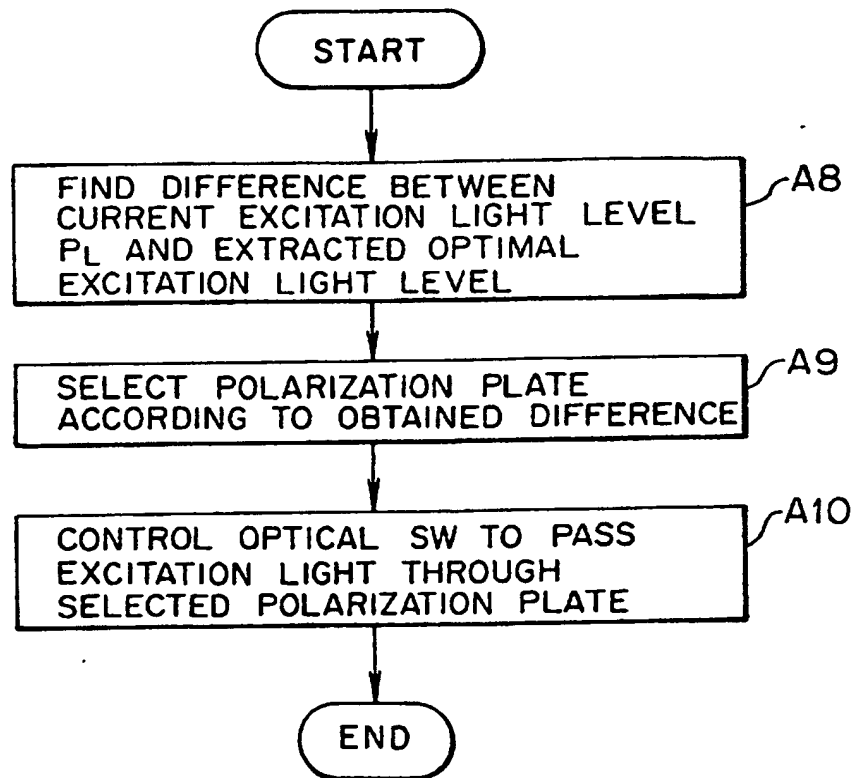 START
FIND DIFFERENCE BETWEEN
CURRENT EXCITATION LIGHT LEVEL
PL AND EXTRACTED OPTIMAL
EXCITATION LIGHT LEVEL
A8
SELECT POLARIZATION PLATE
ACCORDING TO OBTAINED DIFFERENCE
A9
CONTROL OPTICAL SW TO PASS
EXCITATION LIGHT THROUGH
SELECTED POLARIZATION PLATE
A10
END